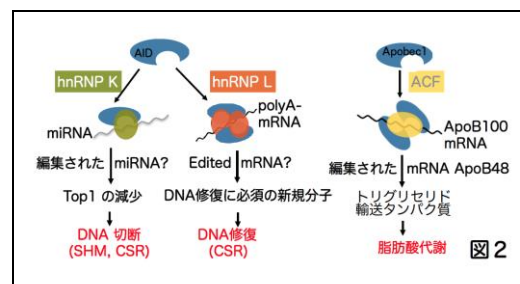 AID
Apobec1
hnRNP K
hnRNP L
ACF
miRNA
polyA-
mRNA
ApoB100
mRNA
編集された miRNA?
Edited mRNA?
編集された mRNA ApoB48
Top1 の減少
DNA修復に必須の新規分子
トリグリセリド
輸送タンパク質
DNA 切断
(SHM, CSR)
DNA修復
(CSR)
脂肪酸代謝
図2